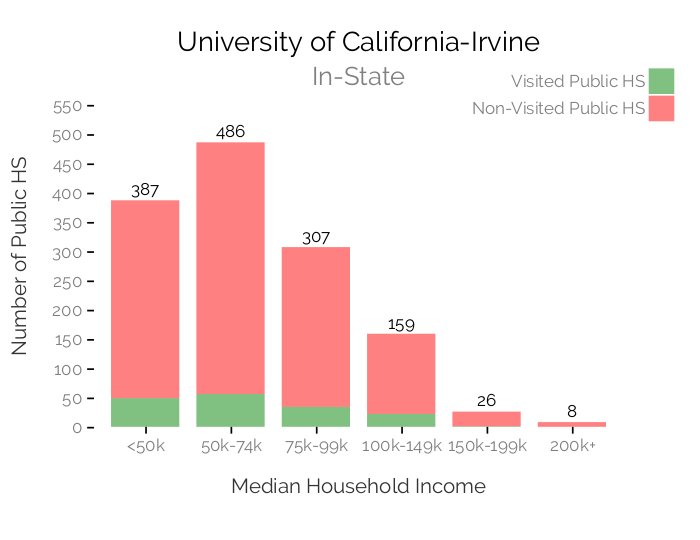 University of California-Irvine
In-State
Visited Public HS
Non-Visited Public HS
Number of Public HS
550
500
450
400
350
300
250
200
150
100
50
0
387
486
307
159
26
8
<50k
50k-74k
75k-99k
100k-149k
150k-199k
200k+
Median Household Income